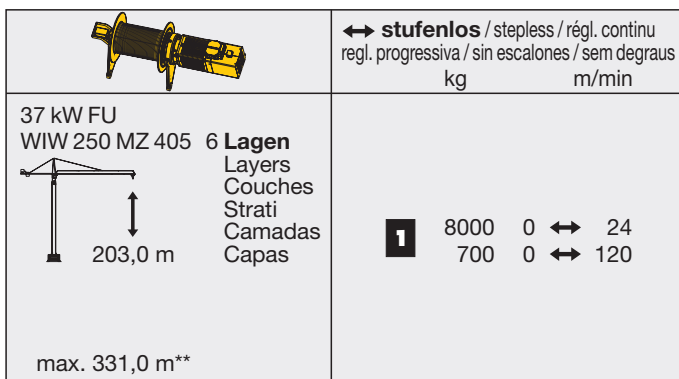 ↔ stufenlos / stepless / régl. continu
regl. progressiva / sin escalones / sem degraus
kg m/min
37 kW FU
WIW 250 MZ 405 6 Lagen
Layers
Couches
Strati
Camadas
203,0 m Capas
max. 331,0 m**
1 8000 0 ↔ 24
700 0 ↔ 120